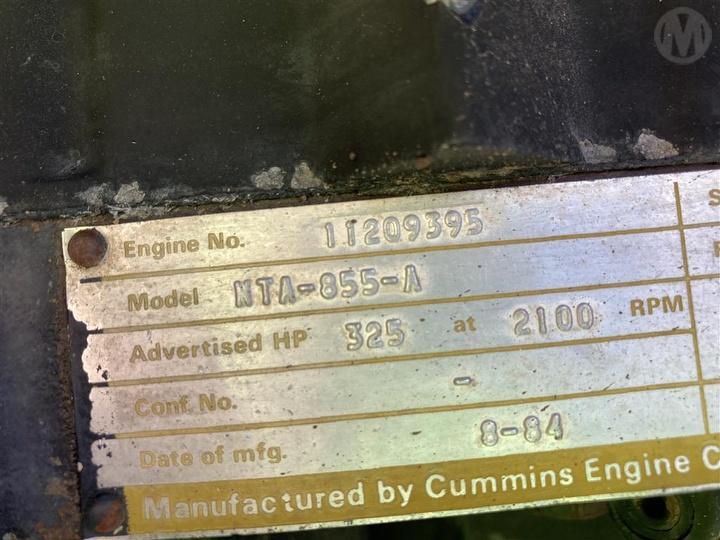 M
Engine No. 11209395 S
Model NTA-855-A
Advertised HP 325 at 2100 RPM
Conf. No. -
Date of mfg. 8-84
Manufactured by Cummins Engine C